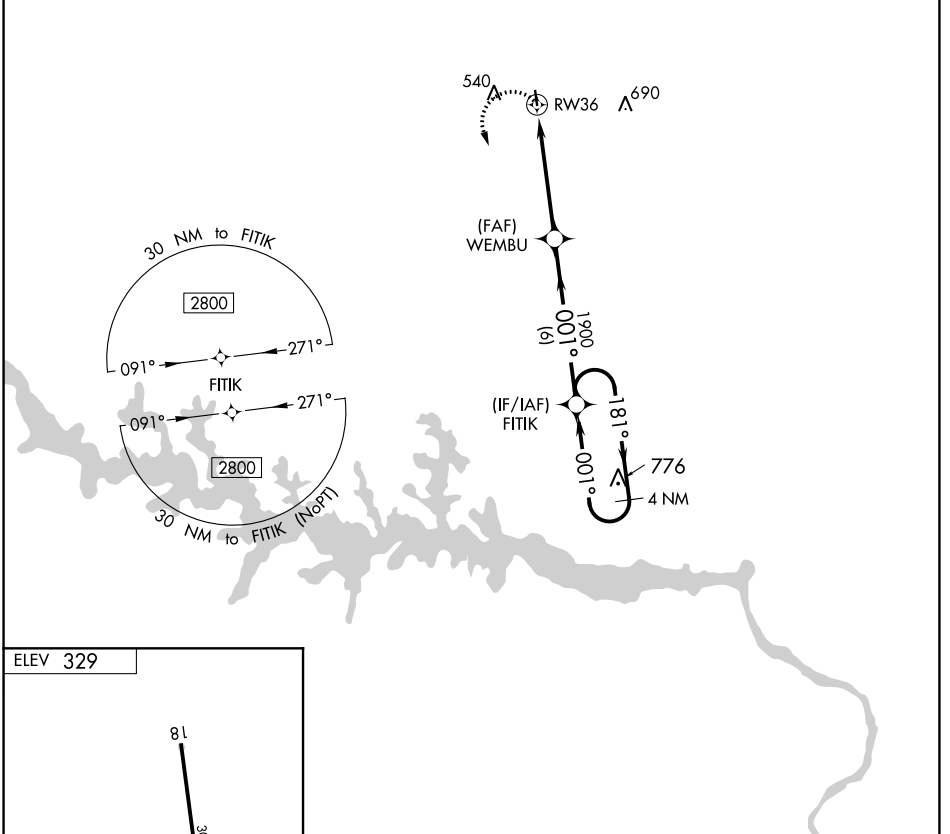 540
RW36
690
(FAF)
WEMBU
30 NM to FITIK
2800
091°
271°
FITIK
091°
271°
2800
30 NM to FITIK (NoPT)
1900
001°
(6)
(IF/IAF)
FITIK
181°
001°
776
4 NM
ELEV 329
18